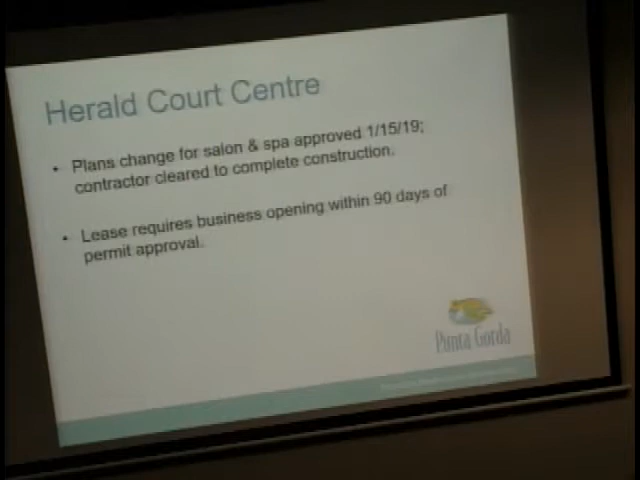 Herald Court Centre
• Plans change for salon & spa approved 1/15/19;
contractor cleared to complete construction.
• Lease requires business opening within 90 days of
permit approval.
Punta Gorda